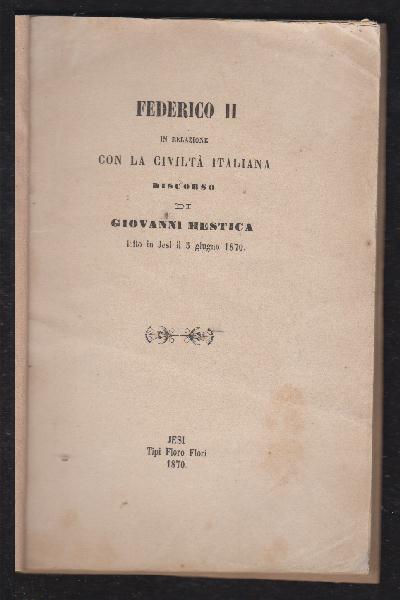 FEDERICO II
IN RELAZIONE
CON LA CIVILTÀ ITALIANA
DISCORSO
DI
GIOVANNI MESTICA
letto in Jesi il 5 giugno 1870.
JESI
Tipi Floro Flori
1870.